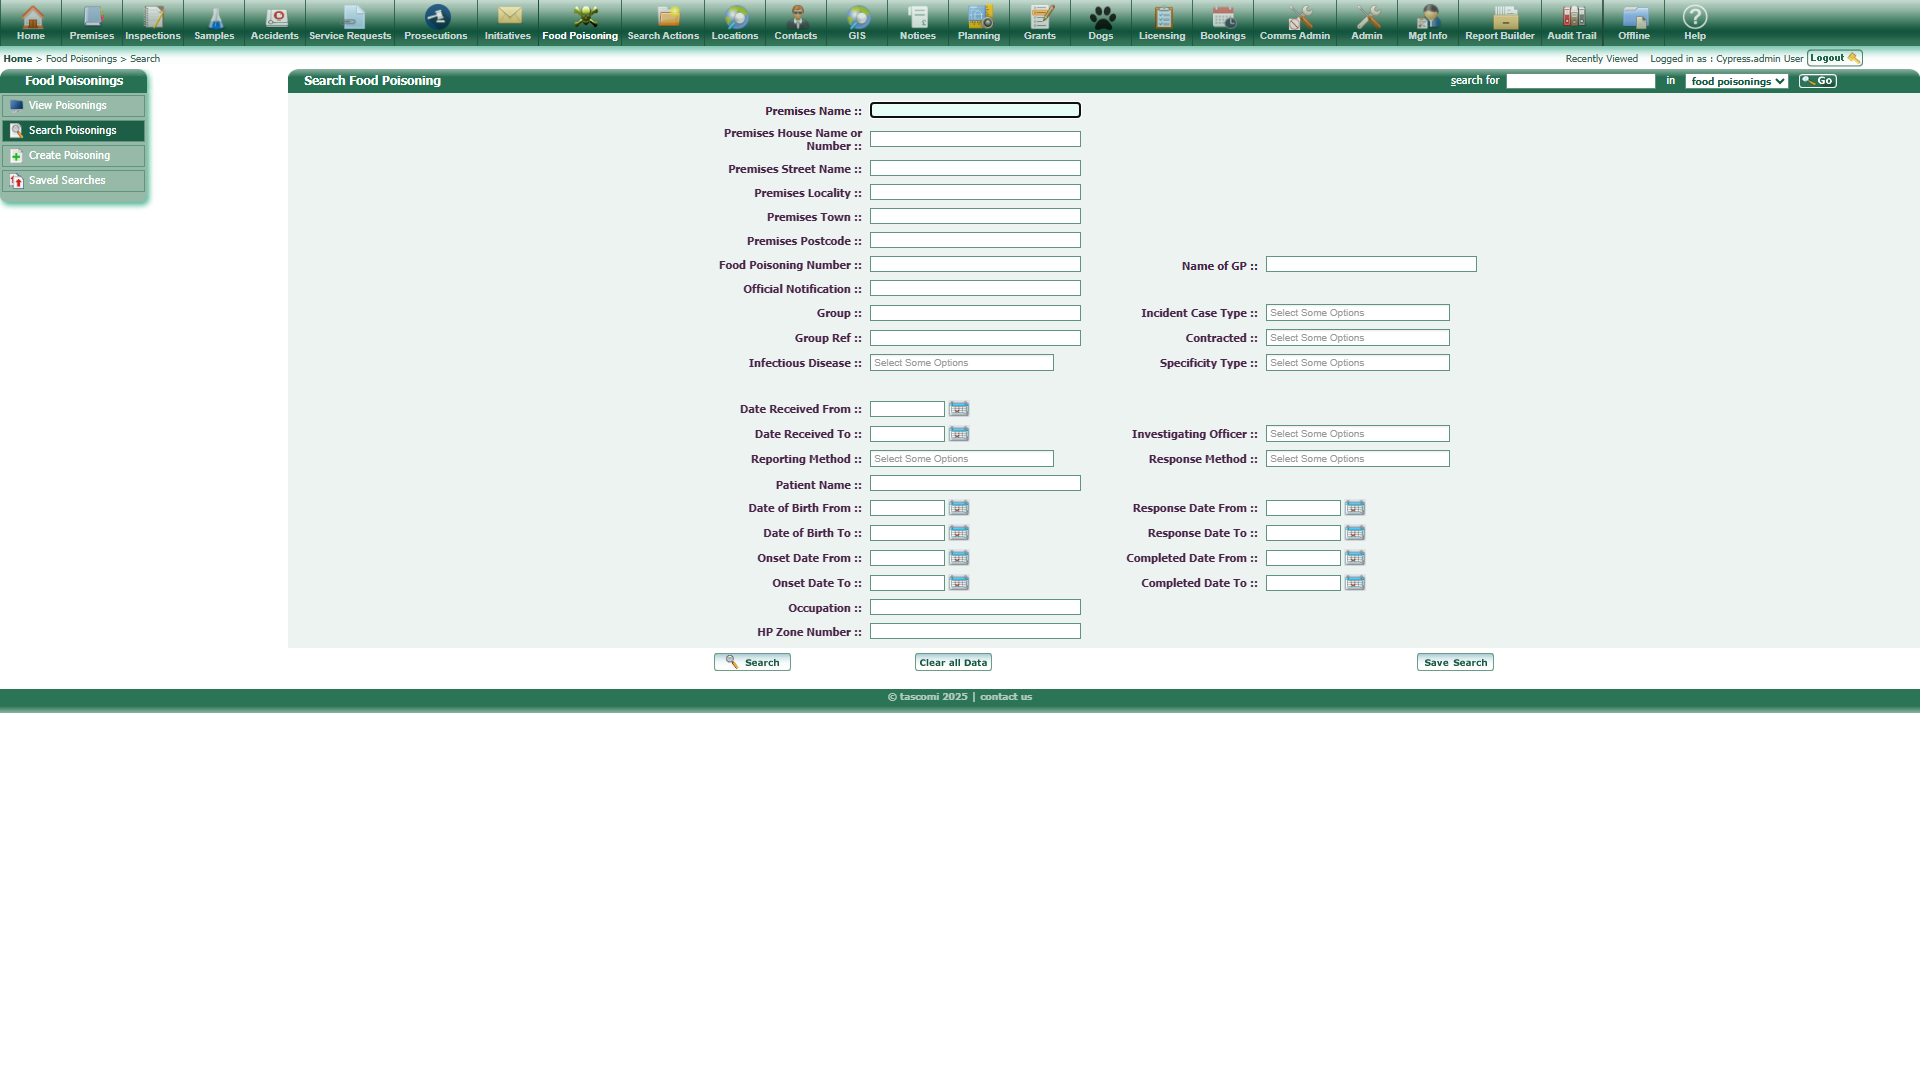 Home Premises Inspections Samples Accidents Service Requests Prosecutions Initiatives Food Poisoning Search Actions Locations Contacts GIS Notices Planning Grants Dogs Licensing Bookings Comms Admin Admin Mgt Info Report Builder Audit Trail Offline Help
Home > Food Poisonings > Search
Recently Viewed Logged in as : Cypress.admin User Logout
Food Poisonings
View Poisonings
Search Poisonings
Create Poisoning
Saved Searches
Search Food Poisoning
search for in food poisonings Go
Premises Name ::
Premises House Name or
Number ::
Premises Street Name ::
Premises Locality ::
Premises Town ::
Premises Postcode ::
Food Poisoning Number :: Name of GP ::
Official Notification ::
Group :: Incident Case Type :: Select Some Options
Group Ref :: Contracted :: Select Some Options
Infectious Disease :: Select Some Options Specificity Type :: Select Some Options
Date Received From ::
Date Received To :: Investigating Officer :: Select Some Options
Reporting Method :: Select Some Options Response Method :: Select Some Options
Patient Name ::
Date of Birth From :: Response Date From ::
Date of Birth To :: Response Date To ::
Onset Date From :: Completed Date From ::
Onset Date To :: Completed Date To ::
Occupation ::
HP Zone Number ::
Search Clear all Data Save Search
© tascomi 2025 | contact us